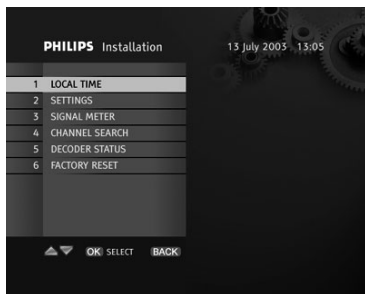 PHILIPS Installation 13 July 2003 13:05
1 LOCAL TIME
2 SETTINGS
3 SIGNAL METER
4 CHANNEL SEARCH
5 DECODER STATUS
6 FACTORY RESET
OK SELECT BACK